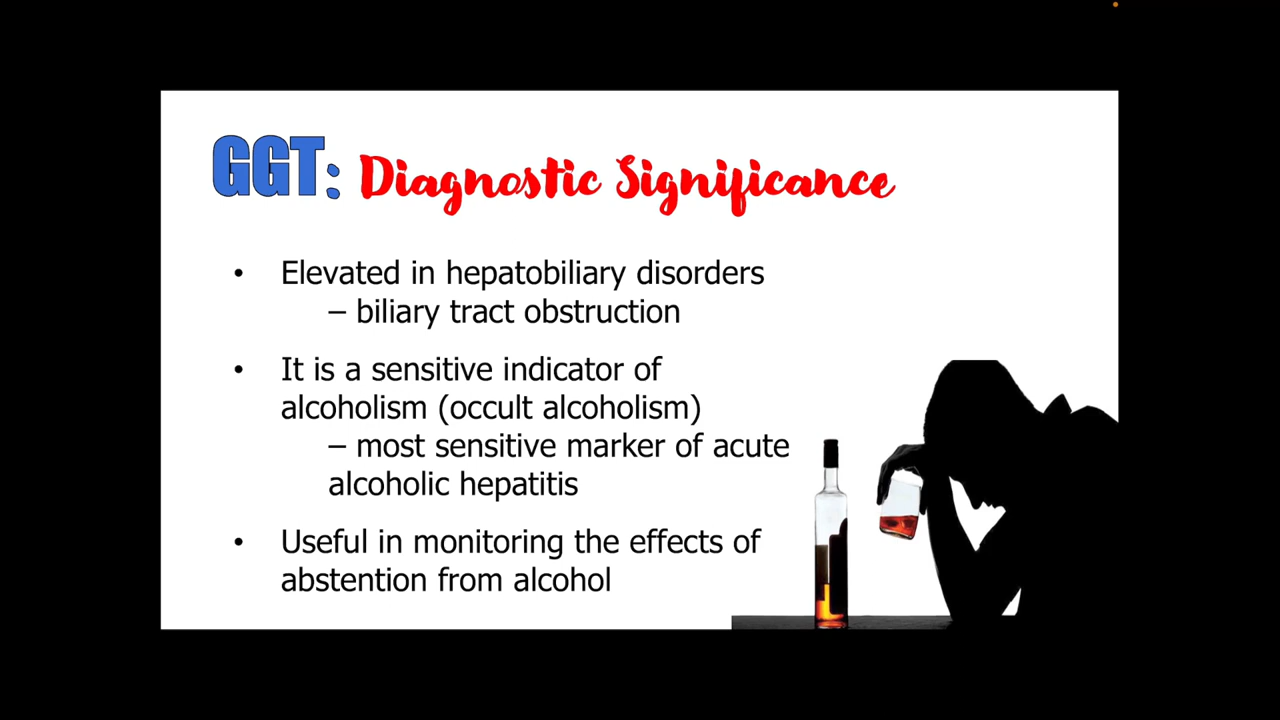 GGT: Diagnostic Significance
• Elevated in hepatobiliary disorders
– biliary tract obstruction
• It is a sensitive indicator of
alcoholism (occult alcoholism)
– most sensitive marker of acute
alcoholic hepatitis
• Useful in monitoring the effects of
abstention from alcohol